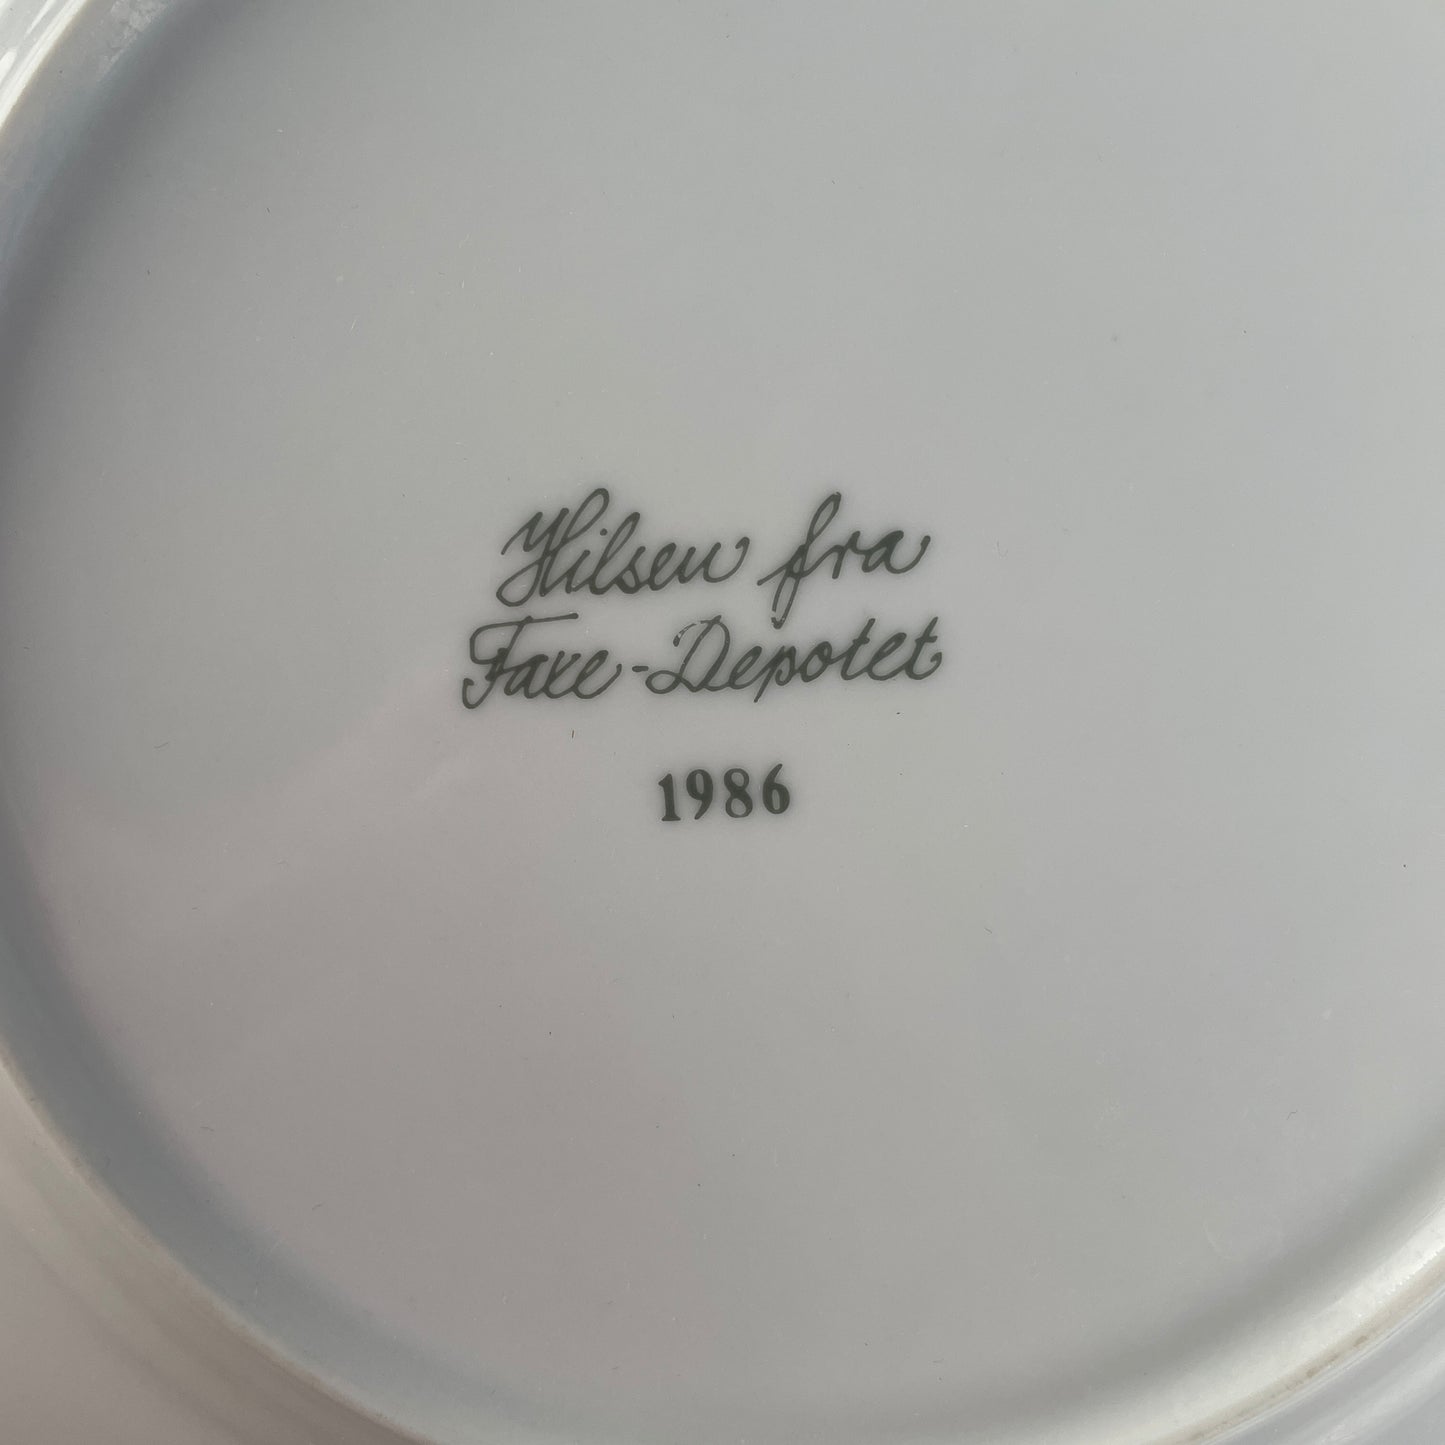 Hilsen fra
Faxe-Depotet
1986